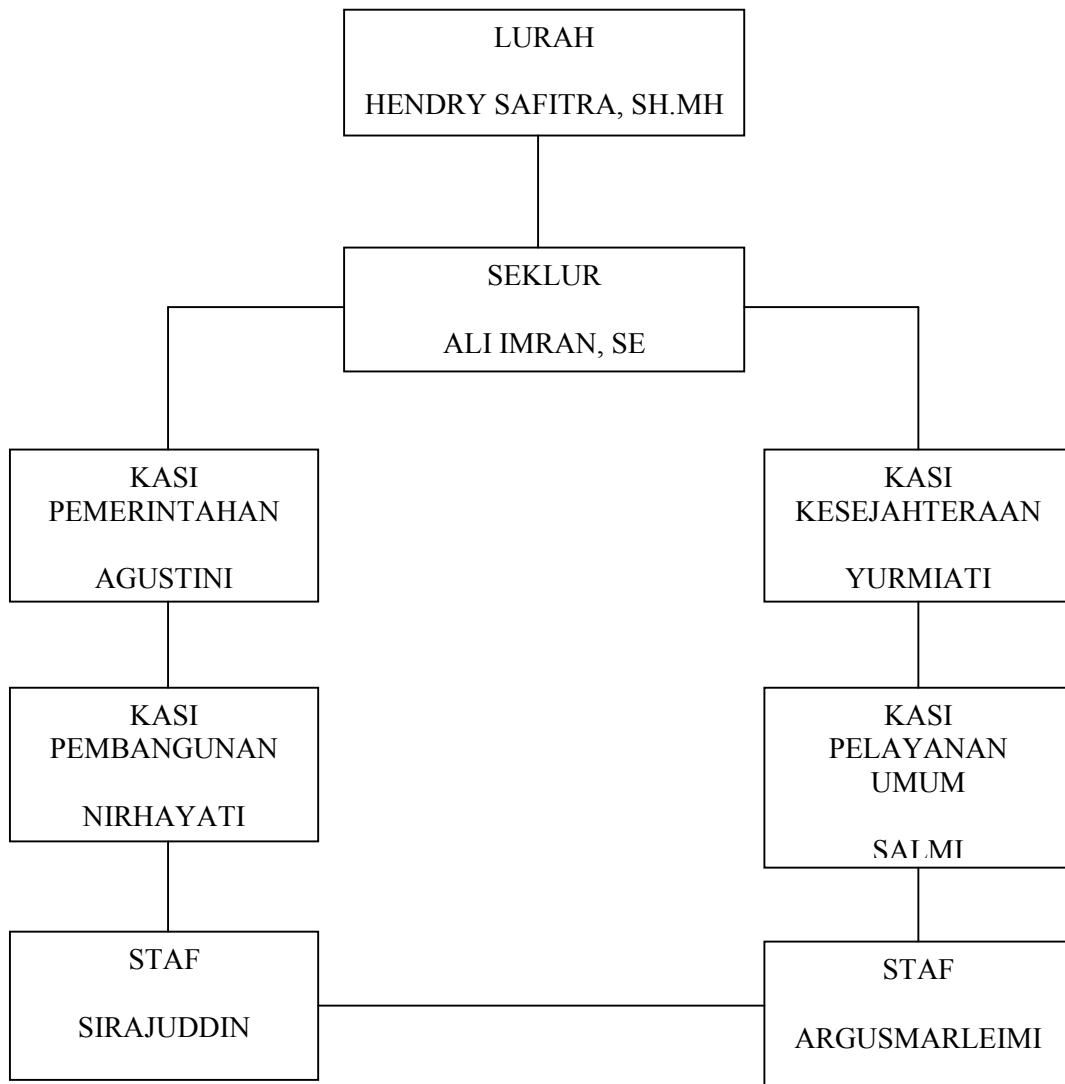 LURAH
HENDRY SAFITRA, SH.MH
SEKLUR
ALI IMRAN, SE
KASI
PEMERINTAHAN
AGUSTINI
KASI
KESEJAHTERAAN
YURMIATI
KASI
PEMBANGUNAN
NIRHAYATI
KASI
PELAYANAN
UMUM
SALMI
STAF
SIRAJUDDIN
STAF
ARGUSMARLEIMI